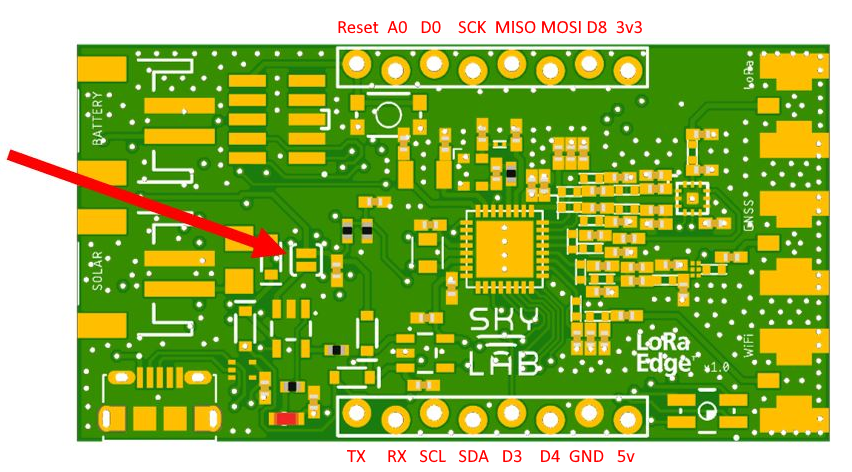 Reset A0 D0 SCK MISO MOSI D8 3v3
LoRa
BATTERY
GNSS
SOLAR
SKY
LAB
LoRa
Edge™ v1.0
WiFi
TX RX SCL SDA D3 D4 GND 5v